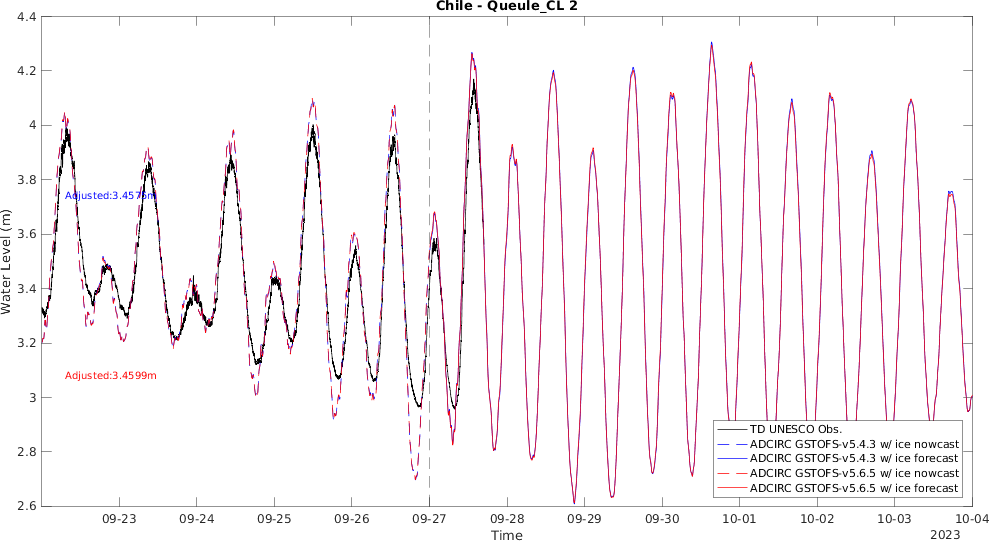 Chile - Queule_CL 2
Water Level (m)
4.4
4.2
4
3.8
3.6
3.4
3.2
3
2.8
2.6
Adjusted:3.4575m
Adjusted:3.4599m
TD UNESCO Obs.
ADCIRC GSTOFS-v5.4.3 w/ ice nowcast
ADCIRC GSTOFS-v5.4.3 w/ ice forecast
ADCIRC GSTOFS-v5.6.5 w/ ice nowcast
ADCIRC GSTOFS-v5.6.5 w/ ice forecast
09-23 09-24 09-25 09-26 09-27 09-28 09-29 09-30 10-01 10-02 10-03 10-04
Time
2023